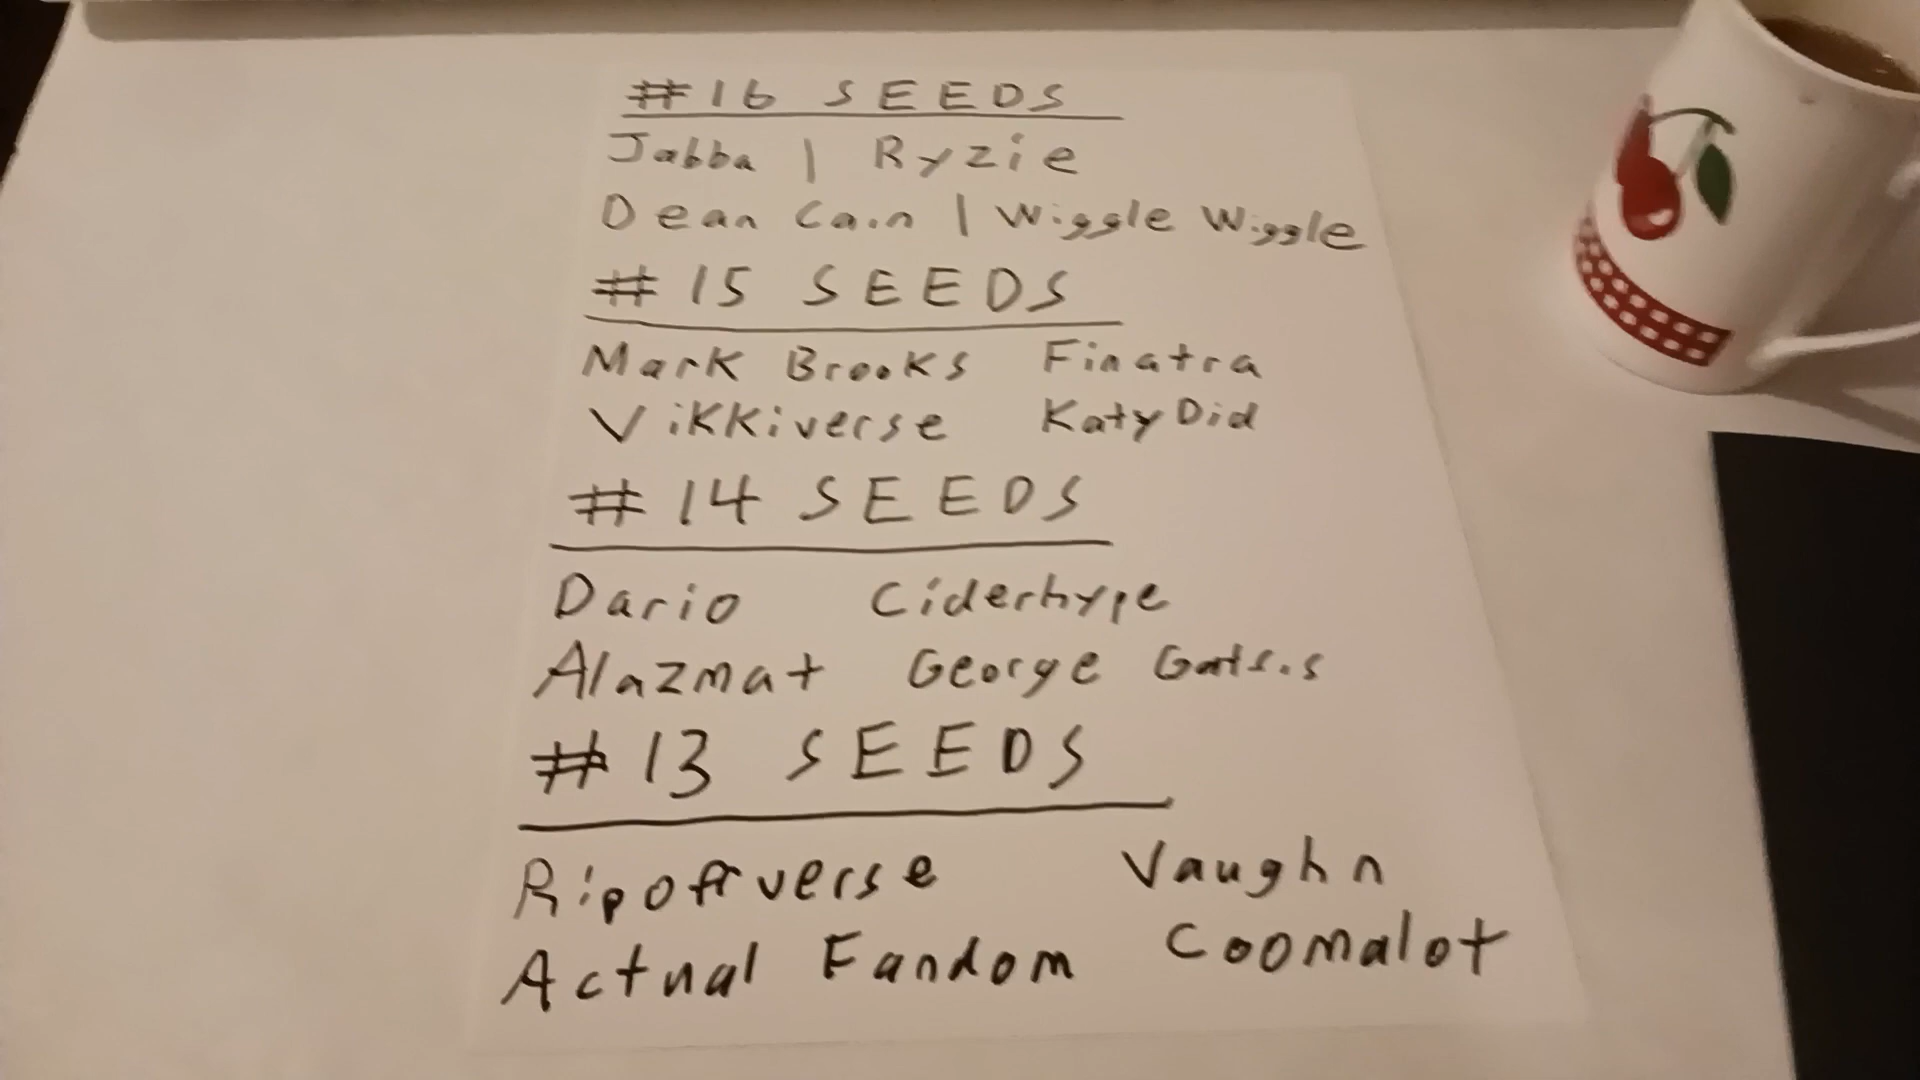 #16 SEEDS
Jabba | Ryzie
Dean Cain | Wiggle Wiggle
#15 SEEDS
Mark Brooks Finatra
Vikkiverse KatyDid
#14 SEEDS
Dario Ciderhype
Alazmat George
#13 SEEDS
Ripoffverse Vaughn
Actual Fandom Coomalot